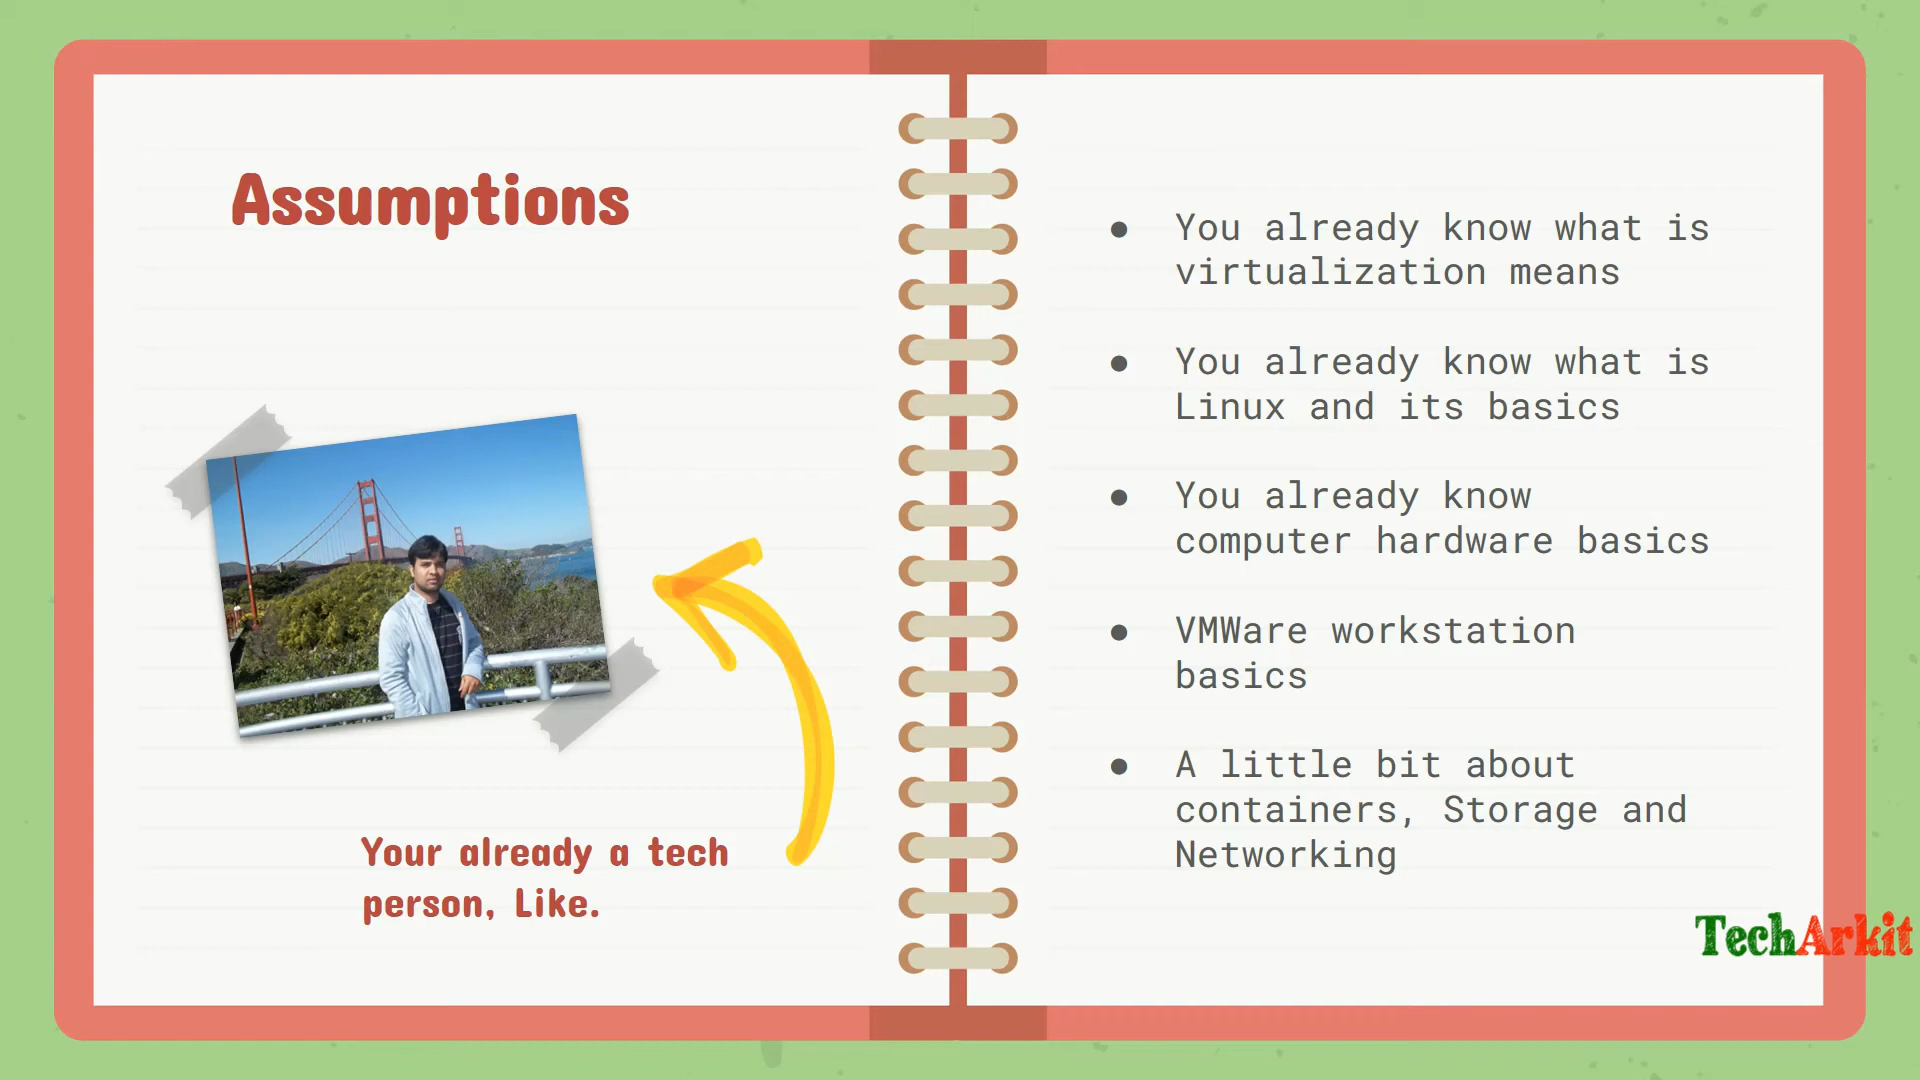 Assumptions
Your already a tech
person, Like.
● You already know what is
virtualization means
● You already know what is
Linux and its basics
● You already know
computer hardware basics
● VMWare workstation
basics
● A little bit about
containers, Storage and
Networking
TechArkit